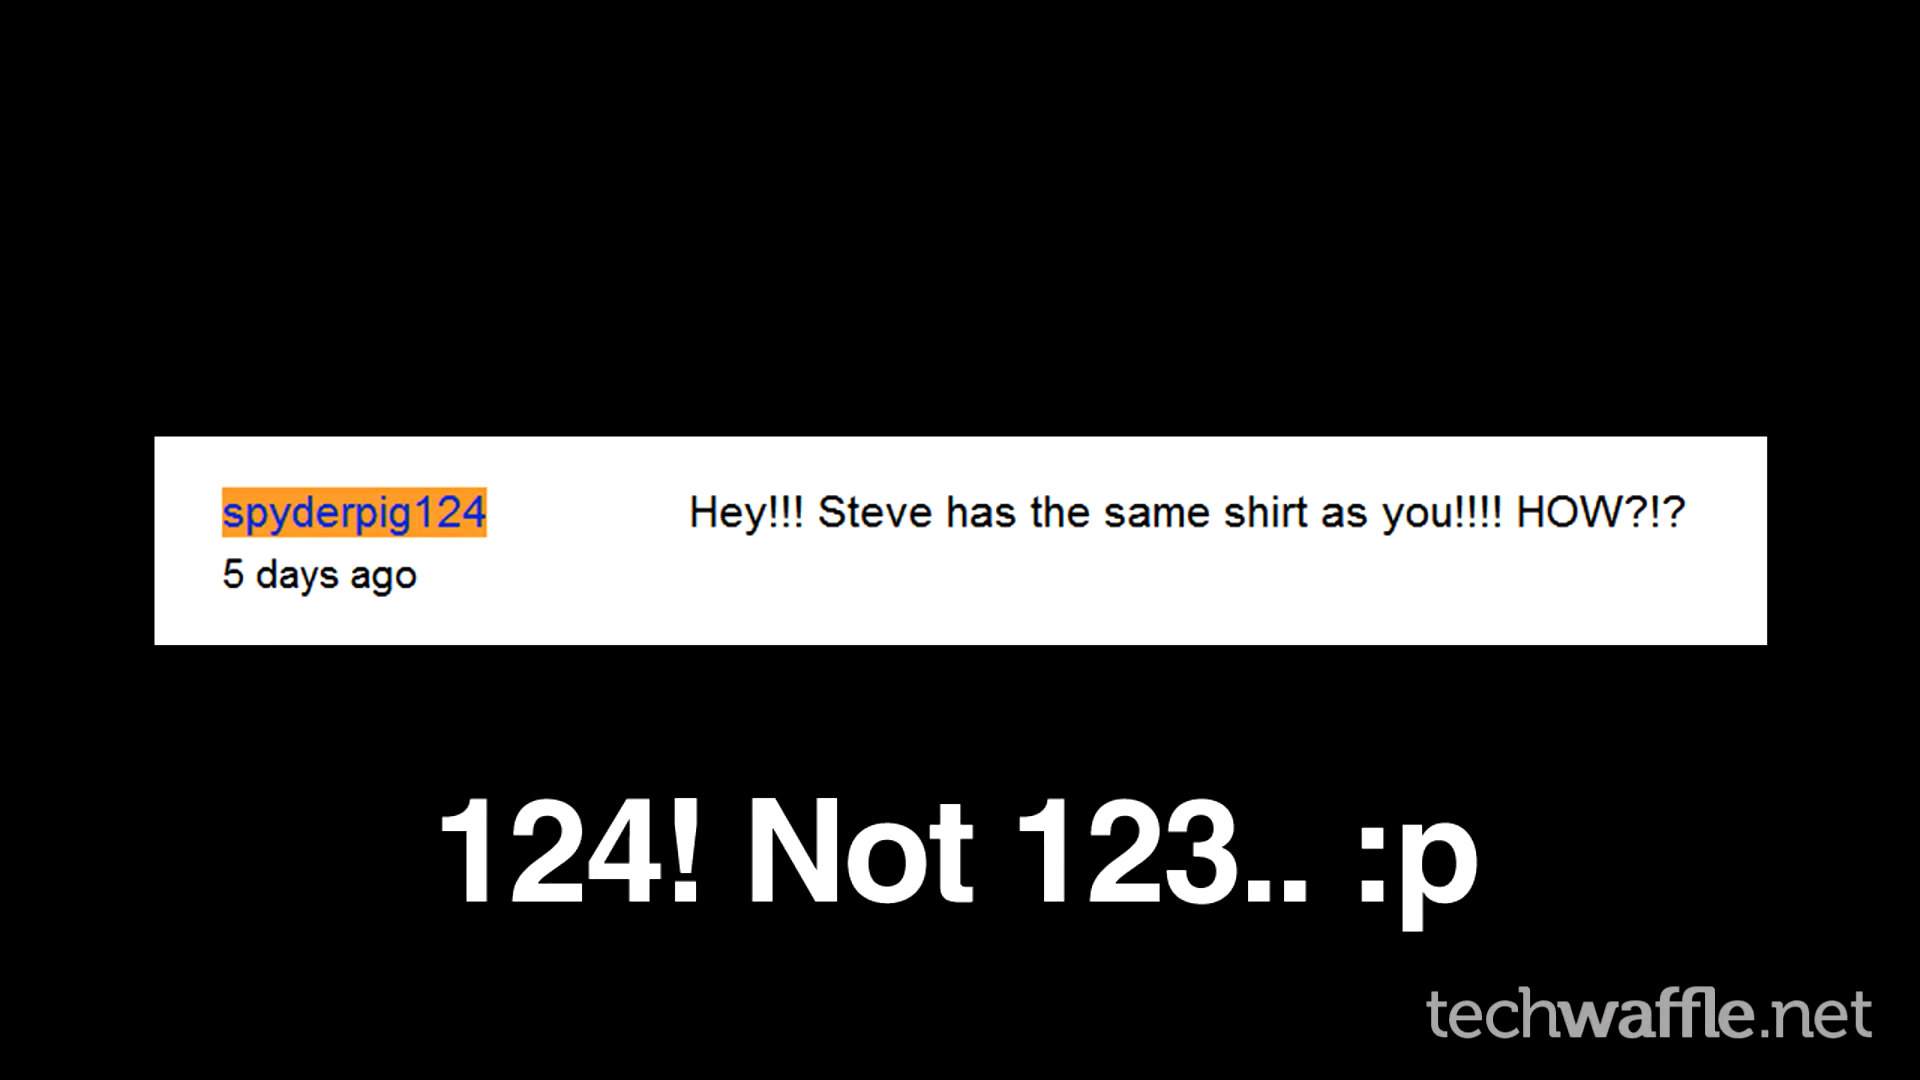 spyderpig124 Hey!!! Steve has the same shirt as you!!!! HOW?!?
5 days ago
124! Not 123.. :p
techwaffle.net